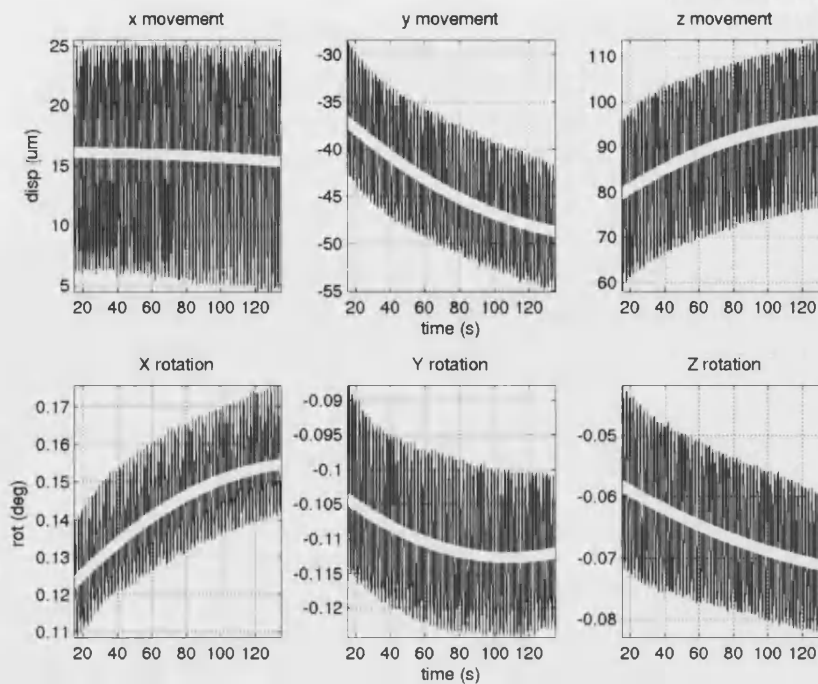 x movement
y movement
z movement
disp (um)
25
20
15
10
5
20 40 60 80 100 120
-30
-35
-40
-45
-50
-55
20 40 60 80 100 120
time (s)
110
100
90
80
70
60
20 40 60 80 100 120
X rotation
Y rotation
Z rotation
rot (deg)
0.17
0.16
0.15
0.14
0.13
0.12
0.11
20 40 60 80 100 120
-0.09
-0.095
-0.1
-0.105
-0.11
-0.115
-0.12
20 40 60 80 100 120
time (s)
-0.05
-0.06
-0.07
-0.08
20 40 60 80 100 120